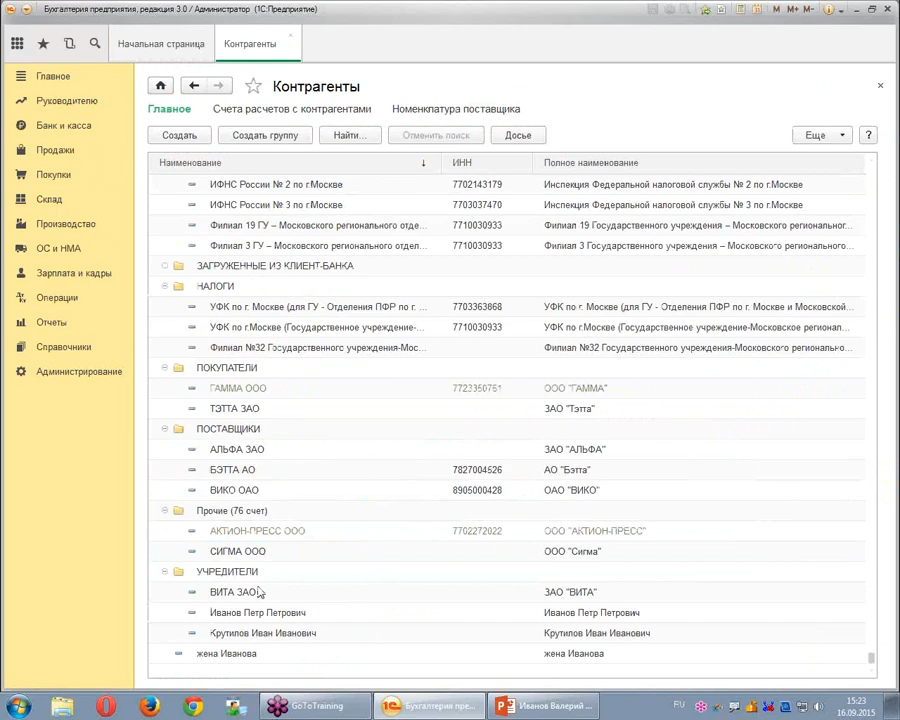 Бухгалтерия предприятия, редакция 3.0 / Администратор (1С:Предприятие)
M M+ M-
Начальная страница
Контрагенты
Главное
Руководителю
Банк и касса
Продажи
Покупки
Склад
Производство
ОС и НМА
Зарплата и кадры
Операции
Отчеты
Справочники
Администрирование
Контрагенты
Главное Счета расчетов с контрагентами Номенклатура поставщика
Создать Создать группу Найти... Отменить поиск Досье Еще ?
Наименование ↓ ИНН Полное наименование
ИФНС России № 2 по г.Москве 7702143179 Инспекция Федеральной налоговой службы № 2 по г.Москве
ИФНС России № 3 по г.Москве 7703037470 Инспекция Федеральной налоговой службы № 3 по г.Москве
Филиал 19 ГУ – Московского регионального отде... 7710030933 Филиал 19 Государственного учреждения – Московского регионально...
Филиал 3 ГУ – Московского регионального отдел... 7710030933 Филиал 3 Государственного учреждения – Московского регионального...
ЗАГРУЖЕННЫЕ ИЗ КЛИЕНТ-БАНКА
НАЛОГИ
УФК по г. Москве (для ГУ - Отделения ПФР по г. ... 7703363868 УФК по г. Москве (для ГУ - Отделения ПФР по г. Москве и Московской...
УФК по г.Москве (Государственное учреждение-... 7710030933 УФК по г.Москве (Государственное учреждение-Московское регионал...
Филиал №32 Государственного учреждения-Мос... Филиал №32 Государственного учреждения-Московского регионально...
ПОКУПАТЕЛИ
ГАММА ООО 7723350761 ООО "ГАММА"
ТЭТТА ЗАО ЗАО "Тэтта"
ПОСТАВЩИКИ
АЛЬФА ЗАО ЗАО "АЛЬФА"
БЭТТА АО 7827004526 АО "Бэтта"
ВИКО ОАО 8905000428 ОАО "ВИКО"
Прочие (76 счет)
АКТИОН-ПРЕСС ООО 7702272022 ООО "АКТИОН-ПРЕСС"
СИГМА ООО ООО "Сигма"
УЧРЕДИТЕЛИ
ВИТА ЗАО ЗАО "ВИТА"
Иванов Петр Петрович Иванов Петр Петрович
Крутилов Иван Иванович Крутилов Иван Иванович
жена Иванова жена Иванова
GoToTraining
Бухгалтерия пре...
Иванов Валерий ...
RU
15:23
16.09.2015